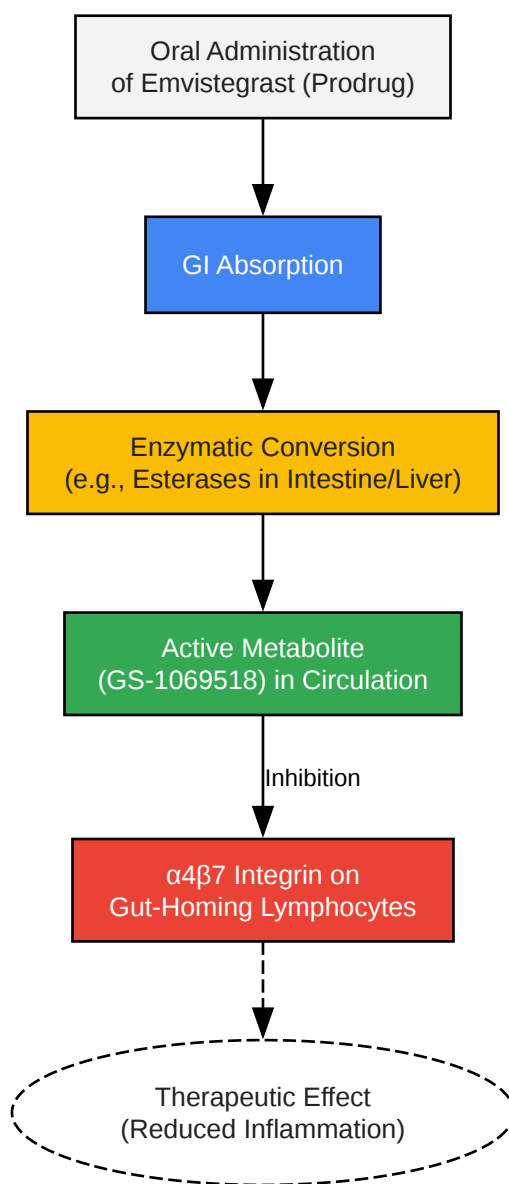 Oral Administration
of Emvistegrast (Prodrug)
GI Absorption
Enzymatic Conversion
(e.g., Esterases in Intestine/Liver)
Active Metabolite
(GS-1069518) in Circulation
Inhibition
α4β7 Integrin on
Gut-Homing Lymphocytes
Therapeutic Effect
(Reduced Inflammation)